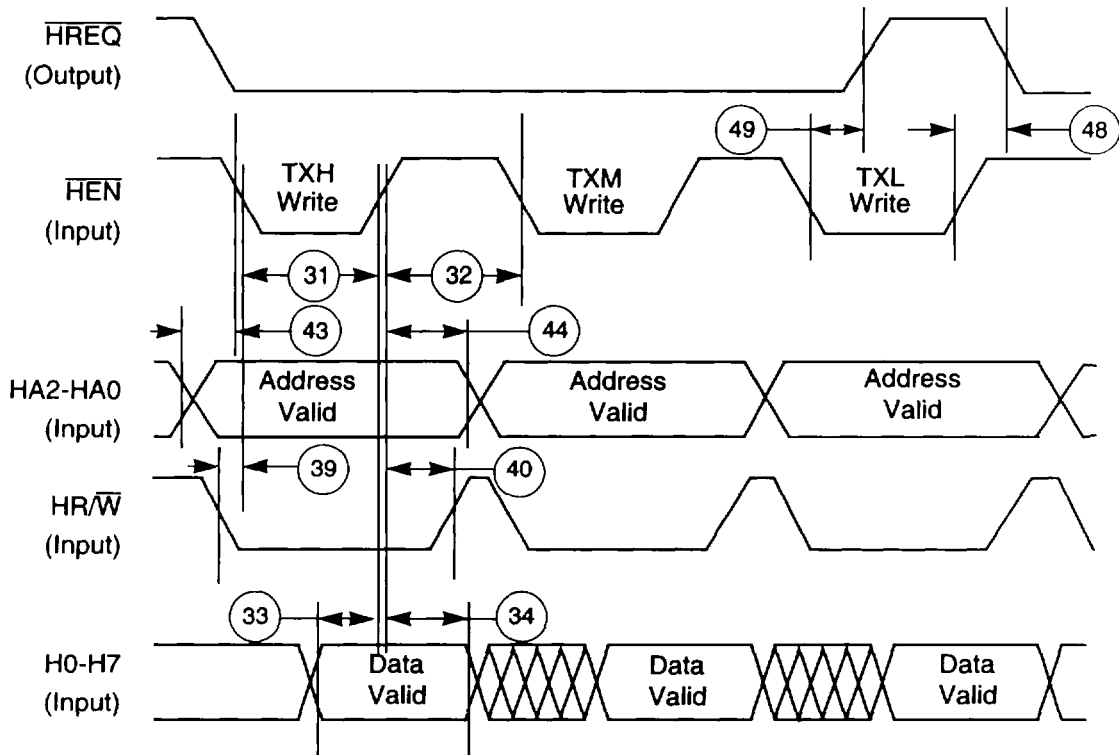 HREQ
(Output)
49
48
HEN
(Input)
TXH
Write
TXM
Write
TXL
Write
31
32
43
44
HA2-HA0
(Input)
Address
Valid
Address
Valid
Address
Valid
39
40
HR/W
(Input)
33
34
H0-H7
(Input)
Data
Valid
Data
Valid
Data
Valid